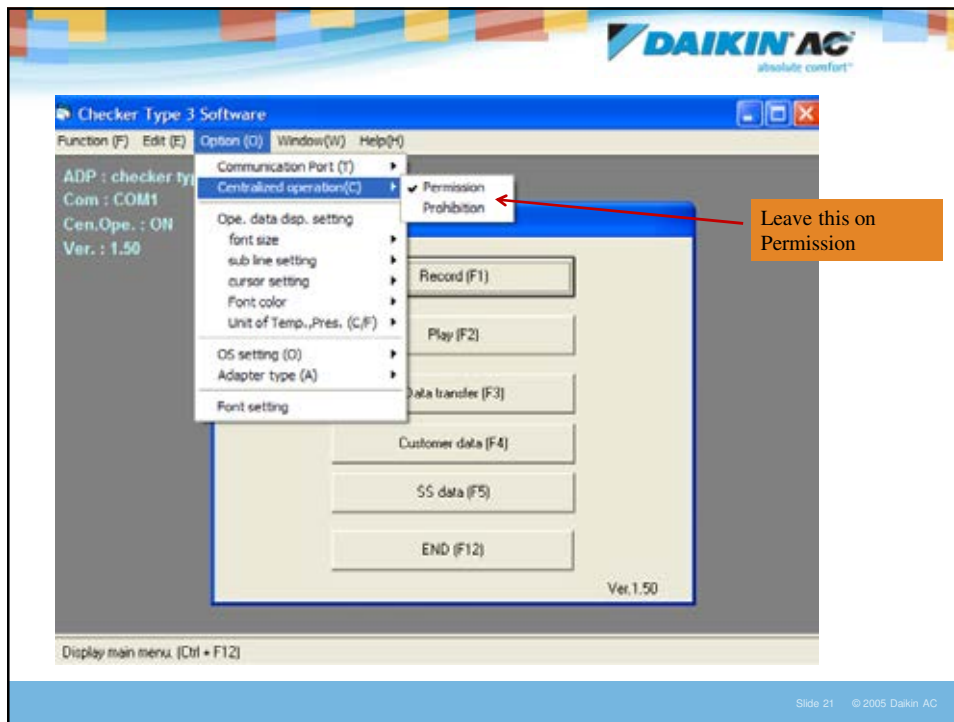 DAIKIN AC
absolute comfort™
Checker Type 3 Software
Function (F) Edit (E) Option (O) Window(W) Help(H)
ADP : checker typ
Com : COM1
Cen.Ope. : ON
Ver. : 1.50
Communication Port (T)
Centralized operation(C)
Permission
Prohibition
Ope. data disp. setting
font size
sub line setting
cursor setting
Font color
Unit of Temp.,Pres. (C/F)
OS setting (O)
Adapter type (A)
Font setting
Leave this on
Permission
Record (F1)
Play (F2)
Data transfer (F3)
Customer data (F4)
SS data (F5)
END (F12)
Ver.1.50
Display main menu. (Ctrl + F12)
Slide 21 © 2005 Daikin AC